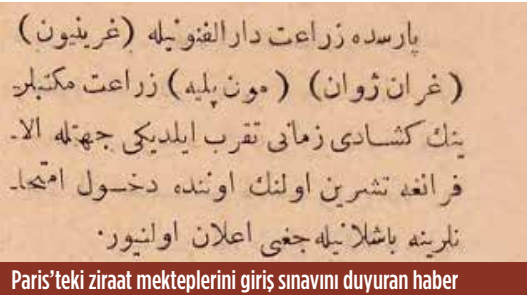 پارسده زراعت دارالفنونیله (غرینیون)
(غران ژوان) (مون پلیه) زراعت مکتبلر-
ینك کشادی زمانی تقرب ایلدیکی جهتله الا-
فرانغه تشرین اولنك اوننده دخول امتحا-
نلرینه باشلانیله جغی اعلان اولنیور.
Paris'teki ziraat mekteplerini giriş sınavını duyuran haber